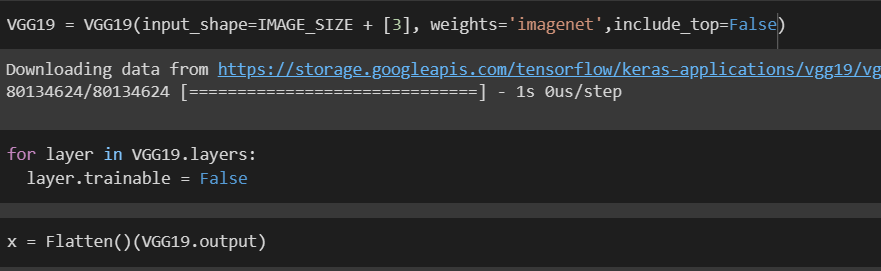 VGG19 = VGG19(input_shape=IMAGE_SIZE + [3], weights='imagenet',include_top=False)
Downloading data from https://storage.googleapis.com/tensorflow/keras-applications/vgg19/vg
80134624/80134624 [==============================] - 1s 0us/step
for layer in VGG19.layers:
  layer.trainable = False
x = Flatten()(VGG19.output)